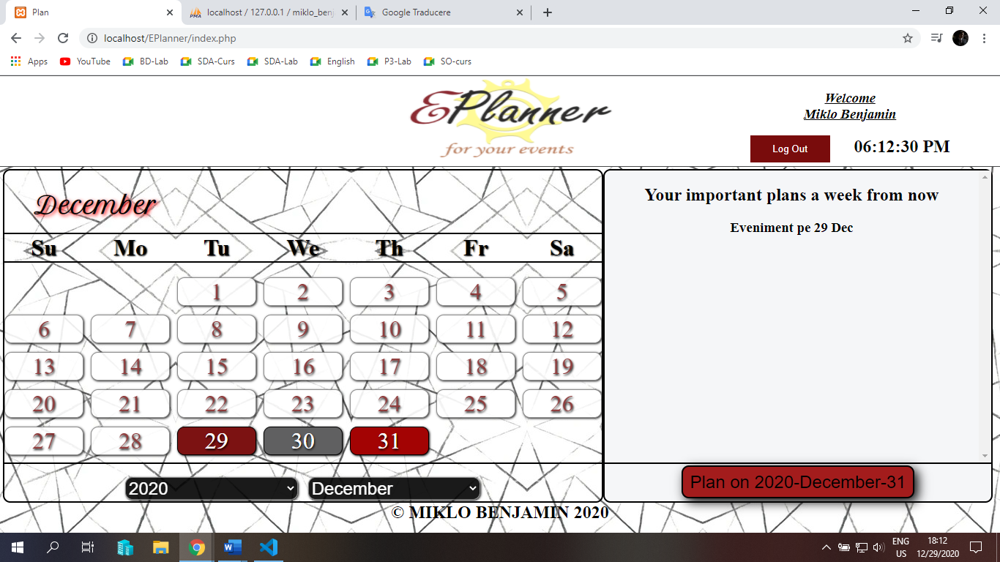 Plan
localhost / 127.0.0.1 / miklo_benj
Google Traducere
localhost/EPlanner/index.php
Apps YouTube BD-Lab SDA-Curs SDA-Lab English P3-Lab SO-curs
EPlanner
for your events
Welcome
Miklo Benjamin
Log Out
06:12:30 PM
December
Su Mo Tu We Th Fr Sa
1 2 3 4 5
6 7 8 9 10 11 12
13 14 15 16 17 18 19
20 21 22 23 24 25 26
27 28 29 30 31
2020 December
Your important plans a week from now
Eveniment pe 29 Dec
Plan on 2020-December-31
© MIKLO BENJAMIN 2020
ENG
US
18:12
12/29/2020